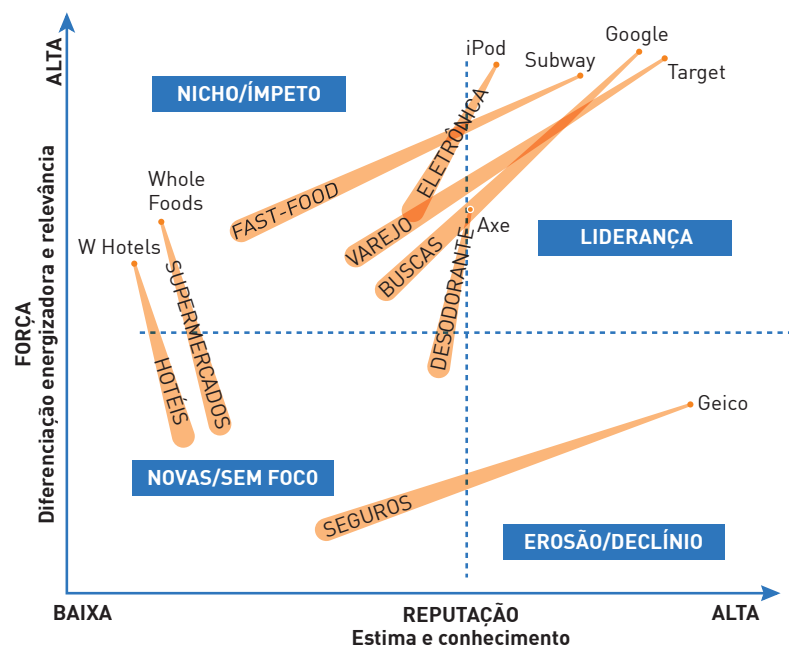 ALTA
NICHO/ÍMPETO
iPod
Subway
Google
Target
ELETRÔNICA
FAST-FOOD
VAREJO
BUSCAS
DESODORANTE
Axe
LIDERANÇA
Whole
Foods
W Hotels
SUPERMERCADOS
HOTÉIS
FORÇA
Diferenciação energizadora e relevância
Geico
NOVAS/SEM FOCO
SEGUROS
EROSÃO/DECLÍNIO
BAIXA
REPUTAÇÃO
Estima e conhecimento
ALTA